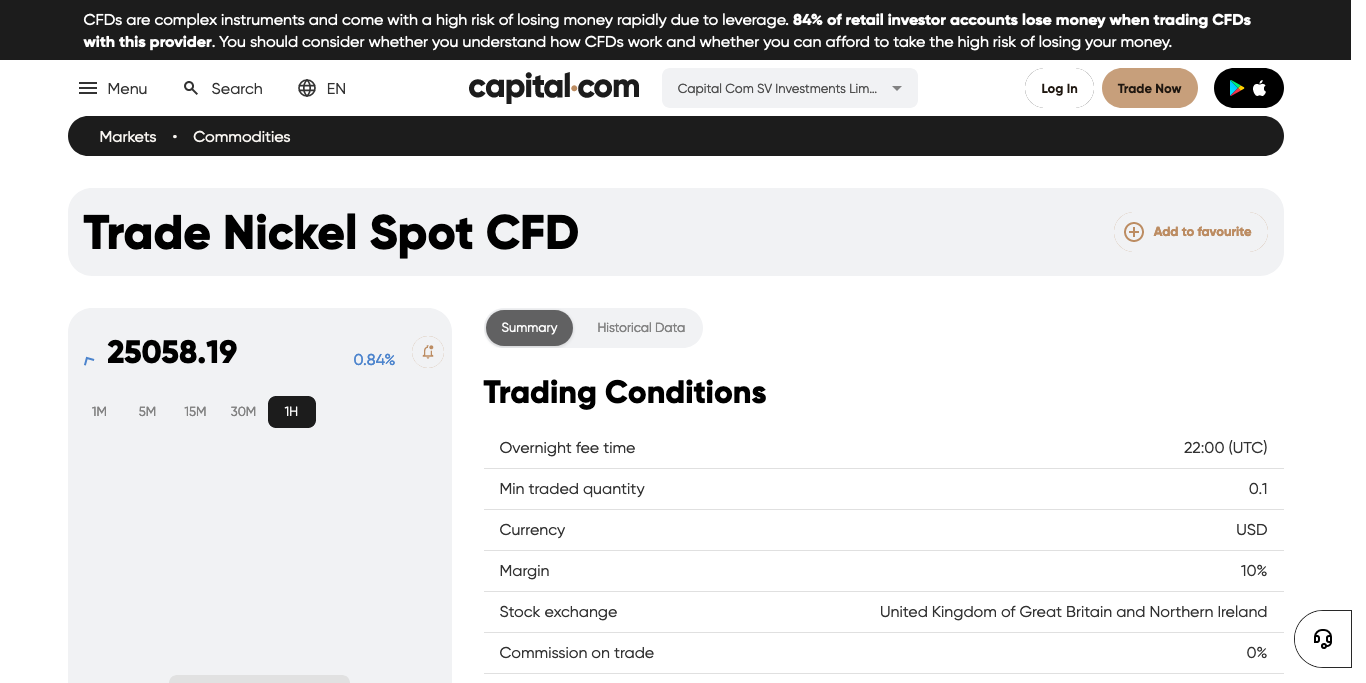 CFDs are complex instruments and come with a high risk of losing money rapidly due to leverage. 84% of retail investor accounts lose money when trading CFDs
with this provider. You should consider whether you understand how CFDs work and whether you can afford to take the high risk of losing your money.
Menu Search EN capital.com Capital Com SV Investments Lim... Log In Trade Now
Markets • Commodities
Trade Nickel Spot CFD
Add to favourite
25058.19 0.84%
1M 5M 15M 30M 1H
Summary Historical Data
Trading Conditions
Overnight fee time 22:00 (UTC)
Min traded quantity 0.1
Currency USD
Margin 10%
Stock exchange United Kingdom of Great Britain and Northern Ireland
Commission on trade 0%